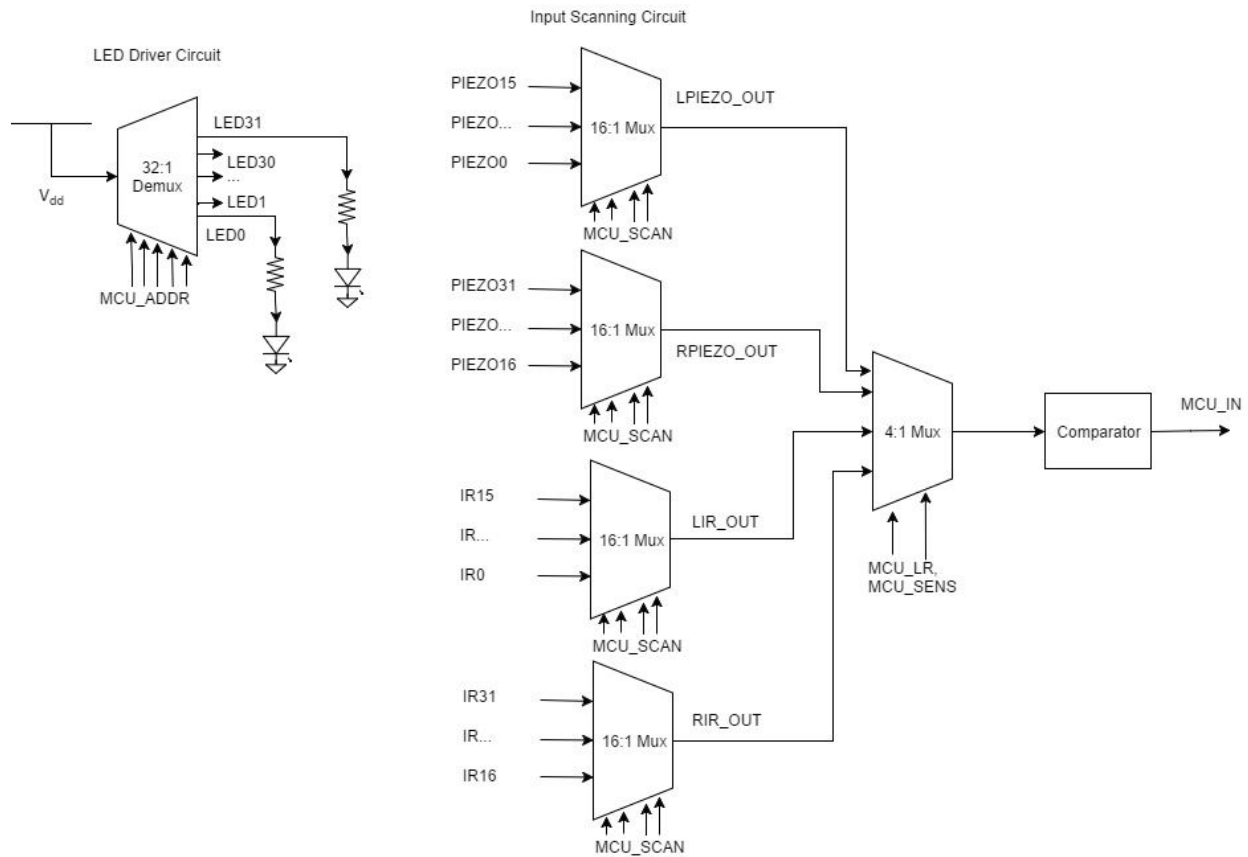 Input Scanning Circuit
LED Driver Circuit
LED31
LED30
...
LED1
LED0
32:1
Demux
Vdd
MCU_ADDR
PIEZO15
PIEZO...
PIEZO0
16:1 Mux
LPIEZO_OUT
MCU_SCAN
PIEZO31
PIEZO...
PIEZO16
16:1 Mux
RPIEZO_OUT
MCU_SCAN
IR15
IR...
IR0
16:1 Mux
LIR_OUT
MCU_SCAN
IR31
IR...
IR16
16:1 Mux
RIR_OUT
MCU_SCAN
4:1 Mux
MCU_LR,
MCU_SENS
Comparator
MCU_IN